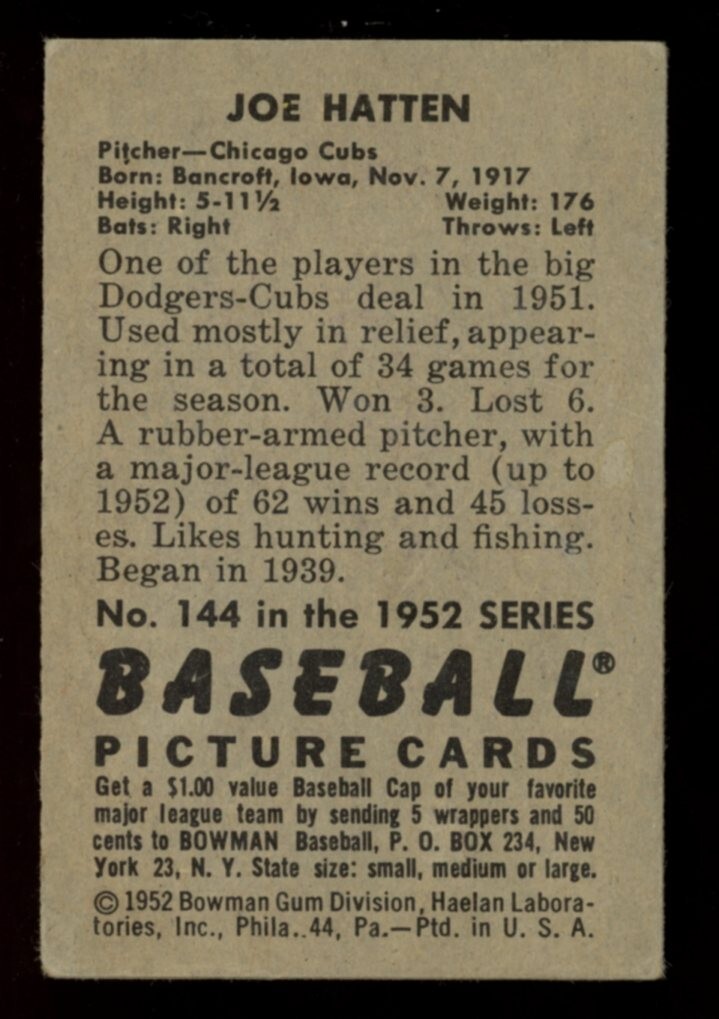 JOE HATTEN
Pitcher—Chicago Cubs
Born: Bancroft, Iowa, Nov. 7, 1917
Height: 5-11½ Weight: 176
Bats: Right Throws: Left
One of the players in the big
Dodgers-Cubs deal in 1951.
Used mostly in relief, appear-
ing in a total of 34 games for
the season. Won 3. Lost 6.
A rubber-armed pitcher, with
a major-league record (up to
1952) of 62 wins and 45 loss-
es. Likes hunting and fishing.
Began in 1939.
No. 144 in the 1952 SERIES
BASEBALL®
PICTURE CARDS
Get a $1.00 value Baseball Cap of your favorite
major league team by sending 5 wrappers and 50
cents to BOWMAN Baseball, P. O. BOX 234, New
York 23, N. Y. State size: small, medium or large.
© 1952 Bowman Gum Division, Haelan Labora-
tories, Inc., Phila..44, Pa.—Ptd. in U. S. A.